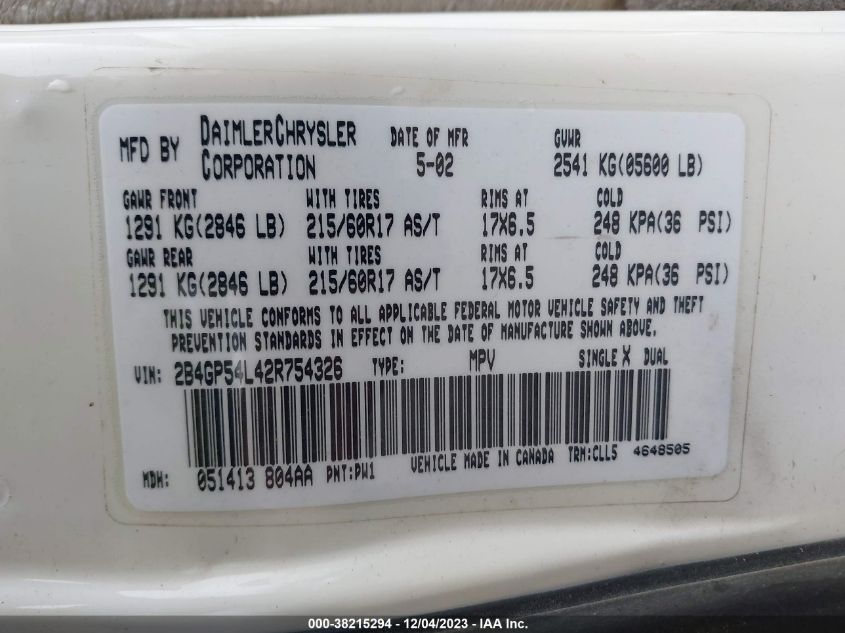 MFD BY DAIMLERCHRYSLER CORPORATION DATE OF MFR 5-02 GVWR 2541 KG(05600 LB)
GAWR FRONT WITH TIRES RIMS AT COLD
1291 KG(2846 LB) 215/60R17 AS/T 17X6.5 248 KPA(36 PSI)
GAWR REAR WITH TIRES RIMS AT COLD
1291 KG(2846 LB) 215/60R17 AS/T 17X6.5 248 KPA(36 PSI)
THIS VEHICLE CONFORMS TO ALL APPLICABLE FEDERAL MOTOR VEHICLE SAFETY AND THEFT
PREVENTION STANDARDS IN EFFECT ON THE DATE OF MANUFACTURE SHOWN ABOVE.
VIN: 2B4GP54L42R754326 TYPE: MPV SINGLE X DUAL
MDH: 051413 804AA PNT:PW1 VEHICLE MADE IN CANADA TRM:CLL5 4648505
000-38215294 - 12/04/2023 - IAA Inc.